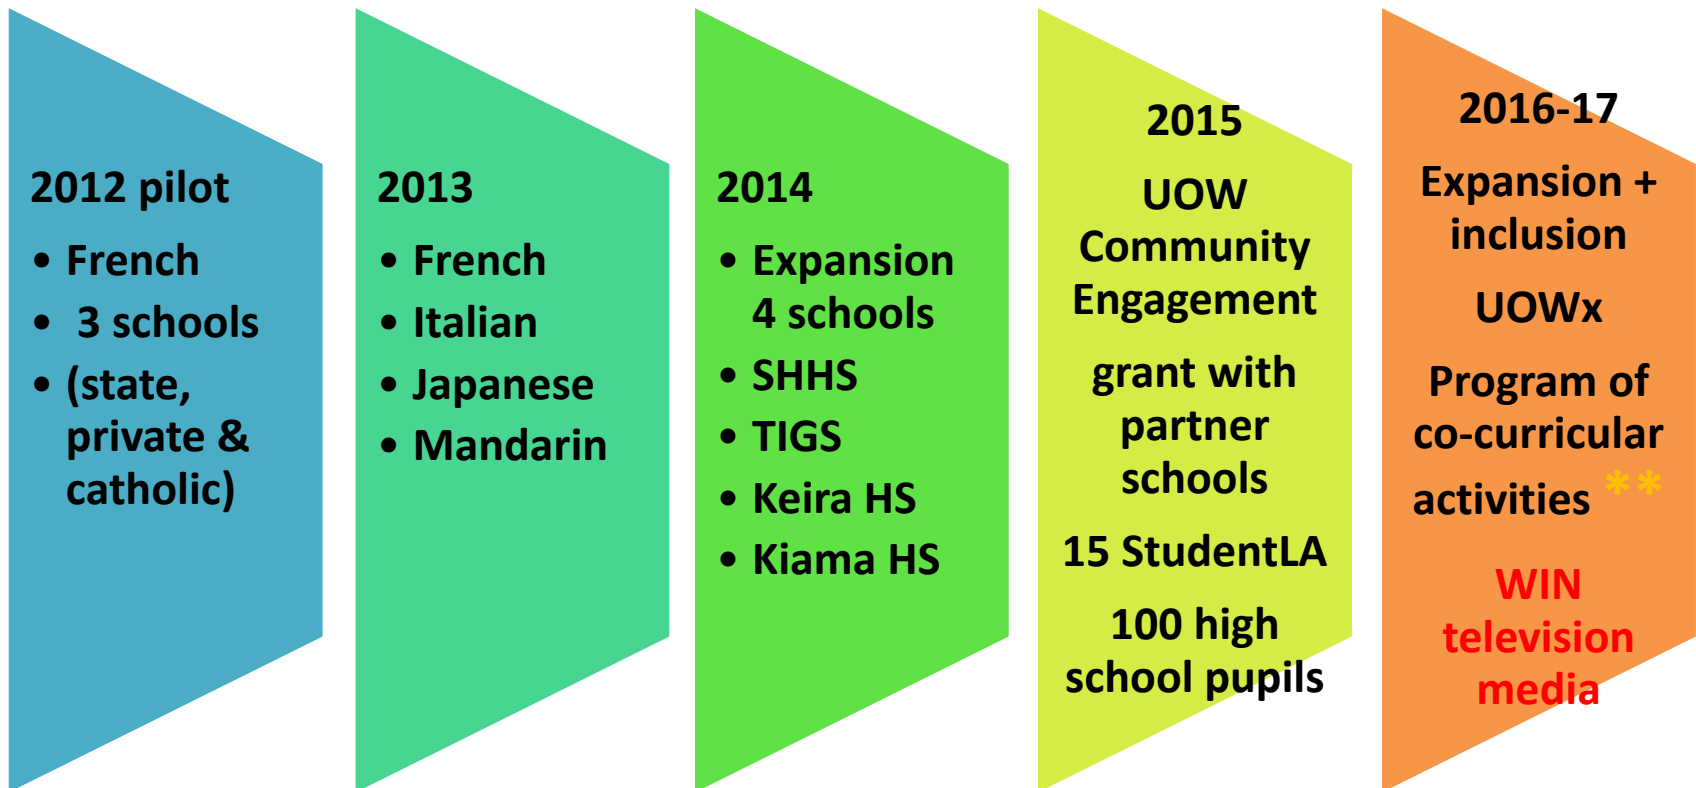 2012 pilot
• French
• 3 schools
• (state,
private &
catholic)
2013
• French
• Italian
• Japanese
• Mandarin
2014
• Expansion
4 schools
• SHHS
• TIGS
• Keira HS
• Kiama HS
2015
UOW
Community
Engagement
grant with
partner
schools
15 StudentLA
100 high
school pupils
2016-17
Expansion +
inclusion
UOWx
Program of
co-curricular
activities **
WIN
television
media